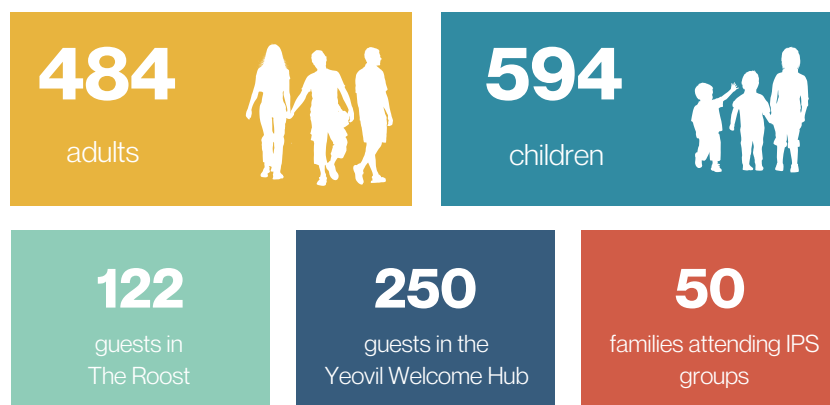 484
adults
594
children
122
guests in
The Roost
250
guests in the
Yeovil Welcome Hub
50
families attending IPS
groups